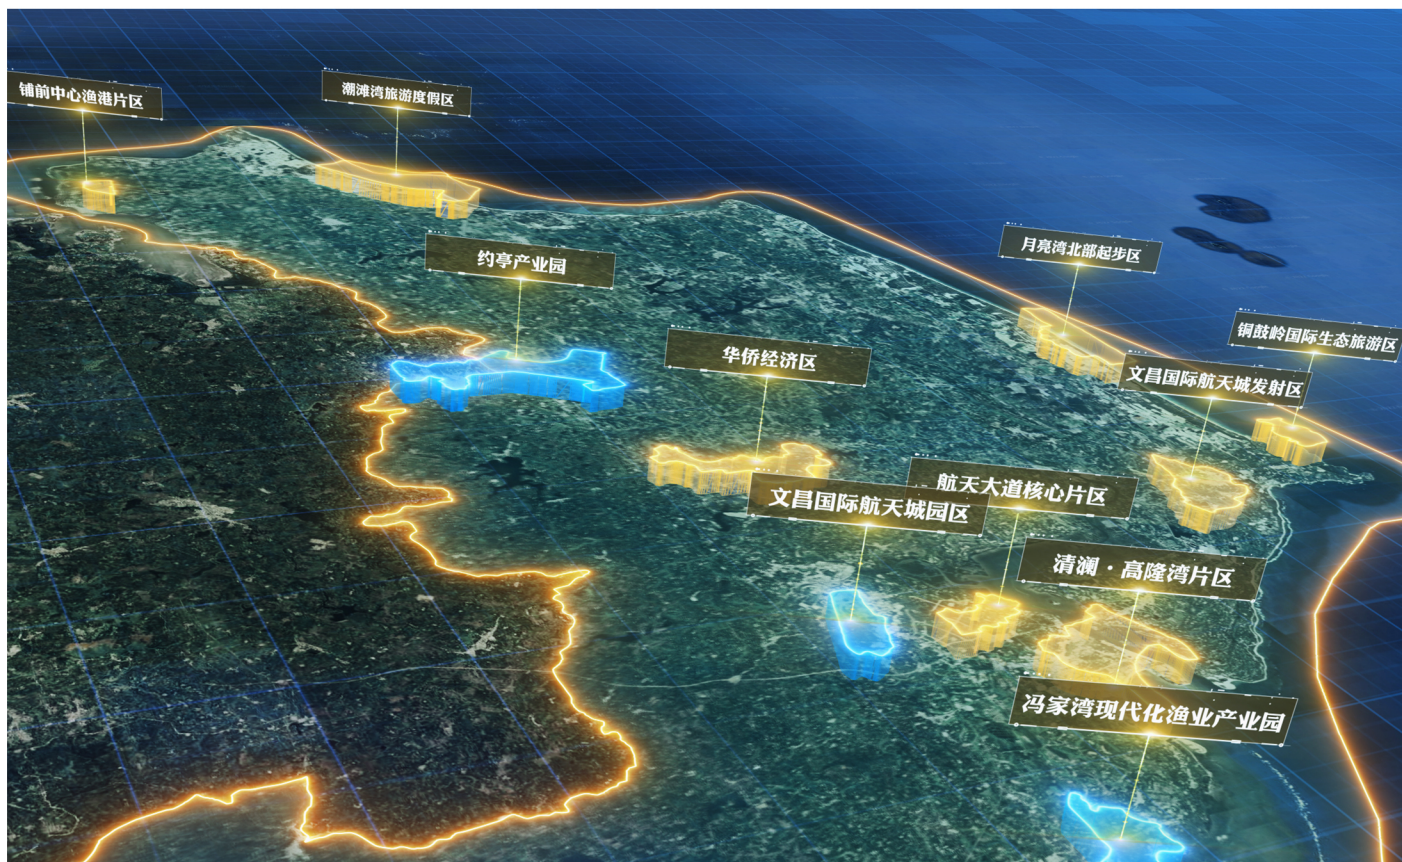 铺前中心渔港片区
潮滩湾旅游度假区
约亭产业园
月亮湾北部起步区
铜鼓岭国际生态旅游区
华侨经济区
文昌国际航天城发射区
航天大道核心片区
文昌国际航天城园区
清澜·高隆湾片区
冯家湾现代化渔业产业园